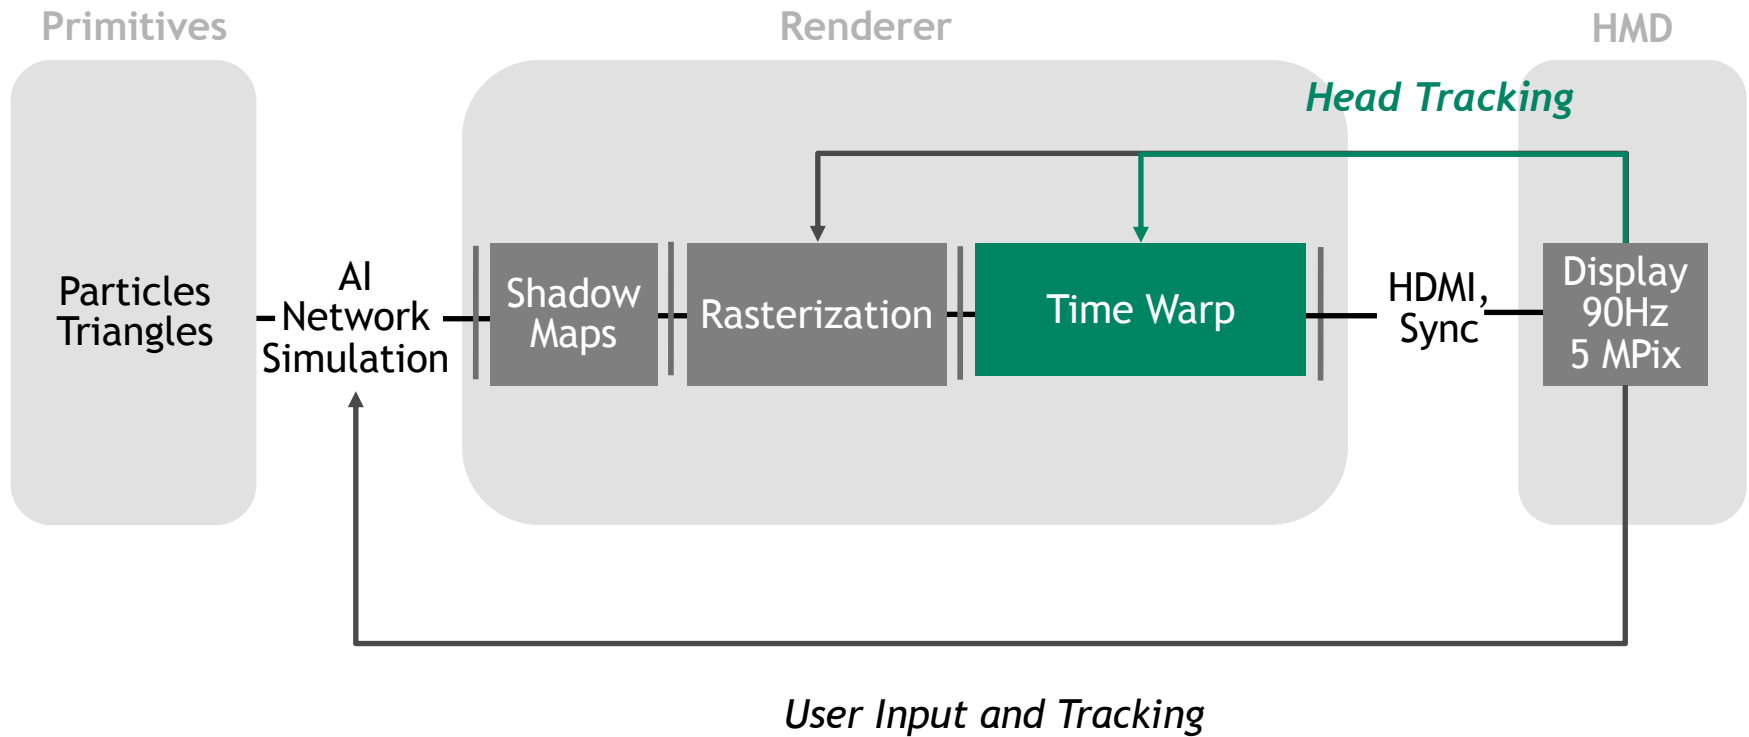 Primitives
Renderer
HMD
Head Tracking
Particles
Triangles
AI
Network
Simulation
Shadow
Maps
Rasterization
Time Warp
HDMI,
Sync
Display
90Hz
5 MPix
User Input and Tracking